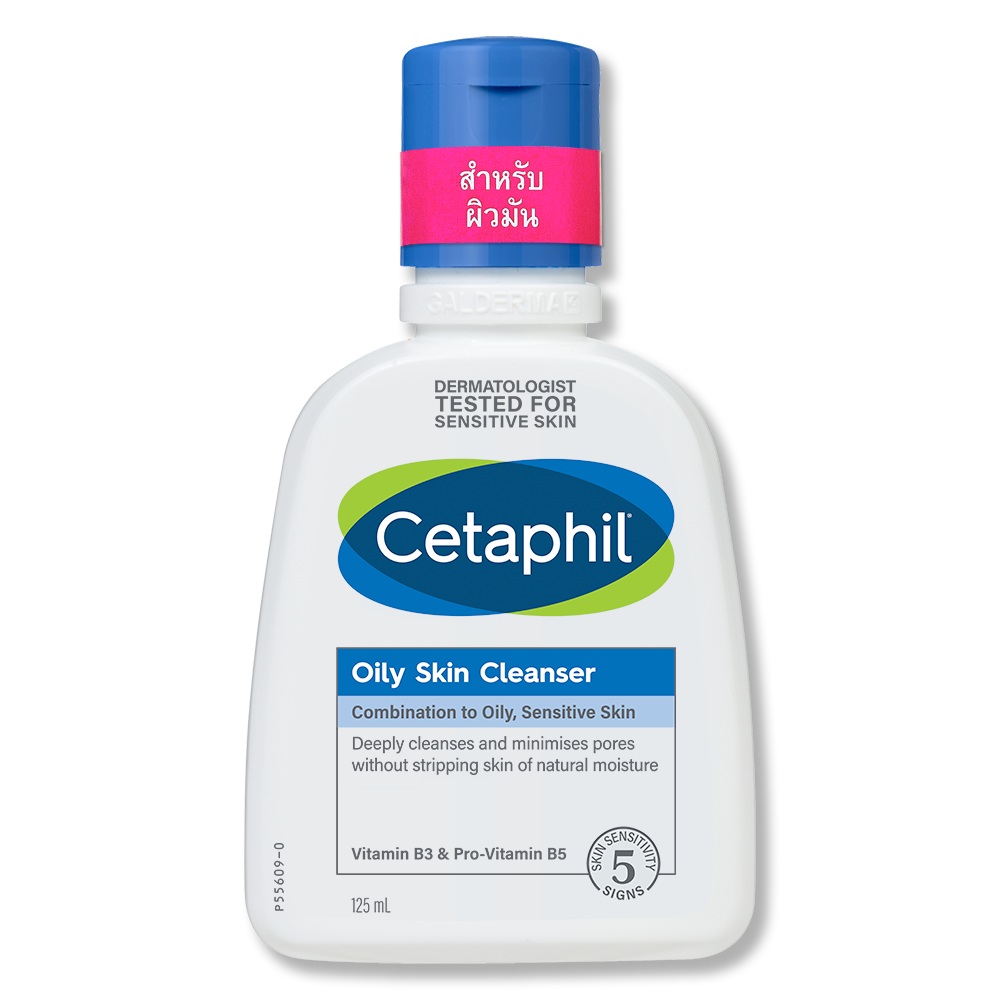 สำหรับ
ผิวมัน
GALDERMA
DERMATOLOGIST
TESTED FOR
SENSITIVE SKIN
Cetaphil®
Oily Skin Cleanser
Combination to Oily, Sensitive Skin
Deeply cleanses and minimises pores
without stripping skin of natural moisture
Vitamin B3 & Pro-Vitamin B5
SKIN SENSITIVITY
5
SIGNS
125 mL
P55609-0